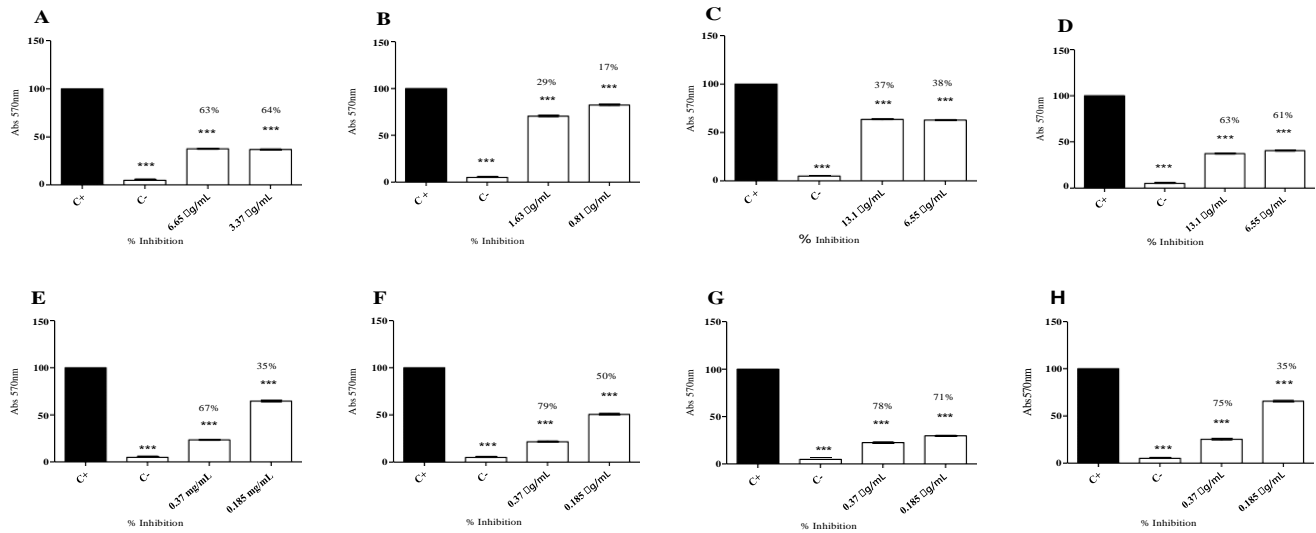 A
150
100
50
0
Abs 570nm
63%
64%
***
***
***
C+
C-
6.65 □g/mL
3.37 □g/mL
% Inhibition
B
150
100
50
0
Abs 570nm
29%
17%
***
***
***
C+
C-
1.63 □g/mL
0.81 □g/mL
% Inhibition
C
150
100
50
0
Abs 570nm
37%
38%
***
***
***
C+
C-
13.1 □g/mL
6.55 □g/mL
% Inhibition
D
150
100
50
0
Abs 570nm
63%
61%
***
***
***
C+
C-
13.1 □g/mL
6.55 □g/mL
% Inhibition
E
150
100
50
0
Abs 570nm
67%
35%
***
***
***
C+
C-
0.37 mg/mL
0.185 mg/mL
% Inhibition
F
150
100
50
0
Abs 570nm
79%
50%
***
***
***
C+
C-
0.37 □g/mL
0.185 □g/mL
% Inhibition
G
150
100
50
0
Abs 570nm
78%
71%
***
***
***
C+
C-
0.37 □g/mL
0.185 □g/mL
% Inhibition
H
150
100
50
0
Abs570nm
75%
35%
***
***
***
C+
C-
0.37 □g/mL
0.185 □g/mL
% Inhibition